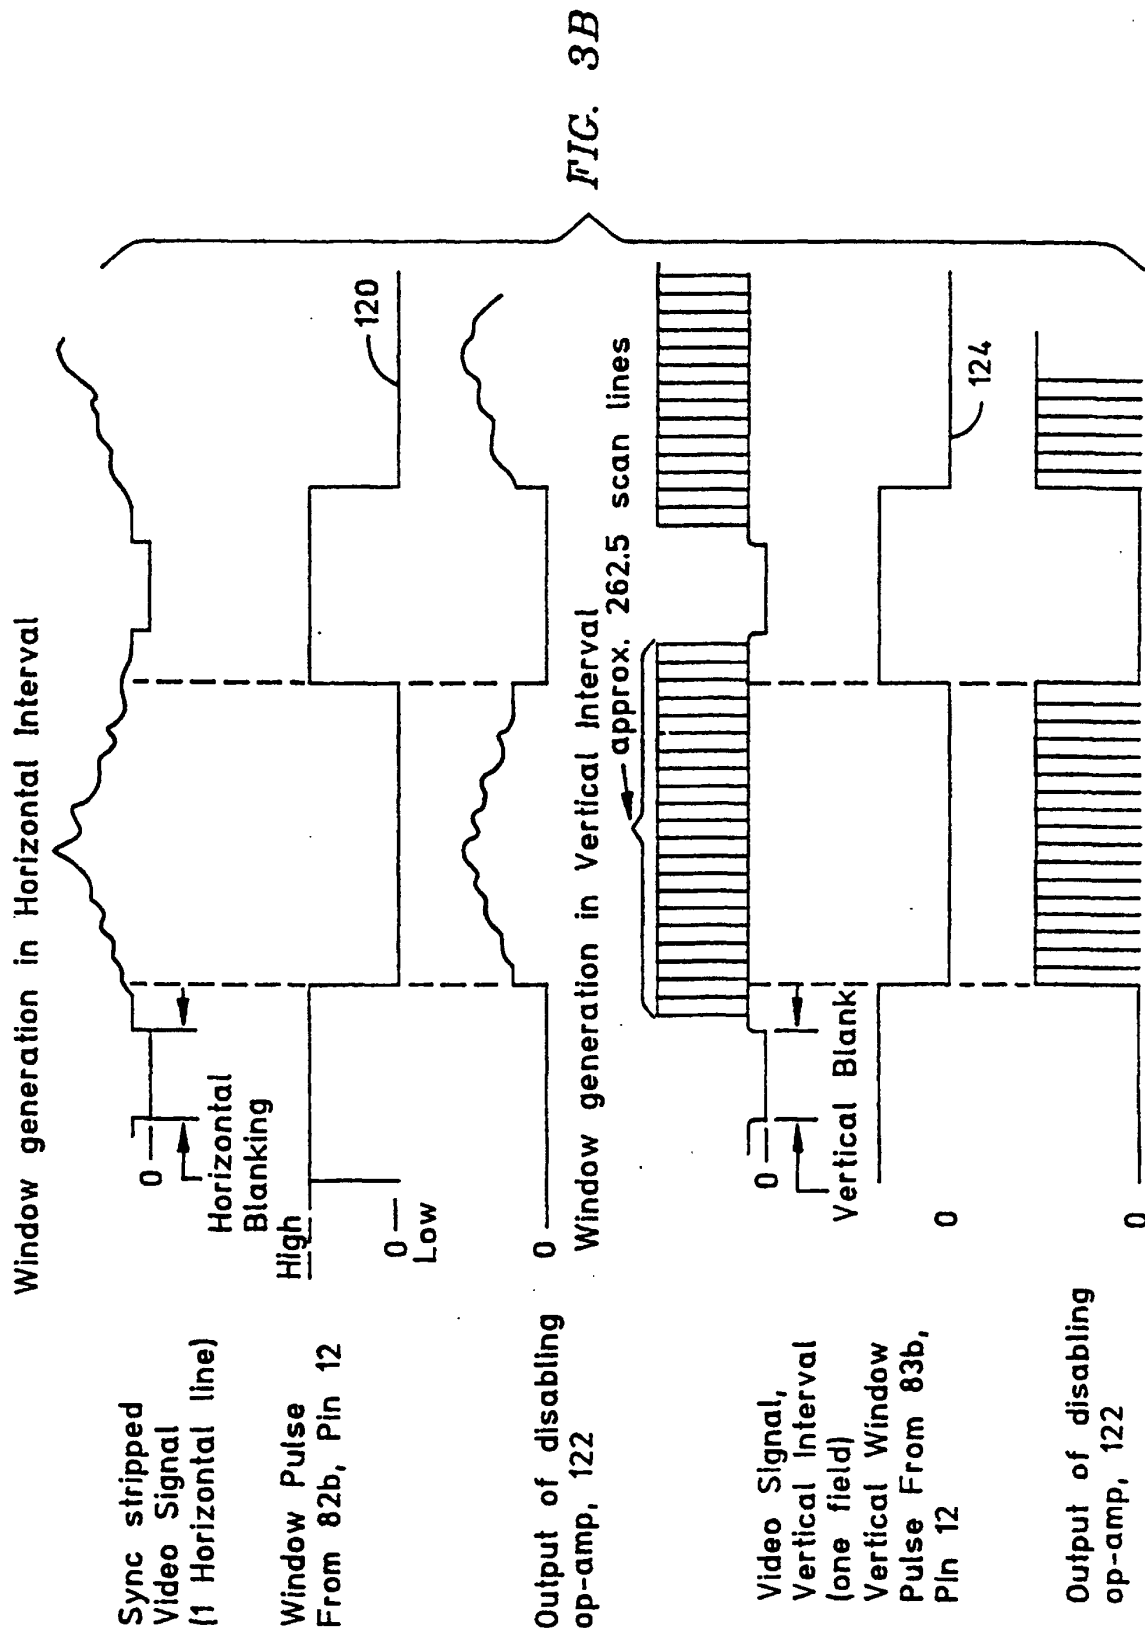 Window generation in Horizontal Interval
Sync stripped
Video Signal
(1 Horizontal line)
0
Horizontal
Blanking
Window Pulse
From 82b, Pin 12
High
0
Low
120
Output of disabling
op-amp, 122
0
Window generation in Vertical Interval
approx. 262.5 scan lines
Video Signal,
Vertical Interval
(one field)
0
Vertical Blank
Vertical Window
Pulse From 83b,
Pin 12
0
124
Output of disabling
op-amp, 122
0
FIG. 3B